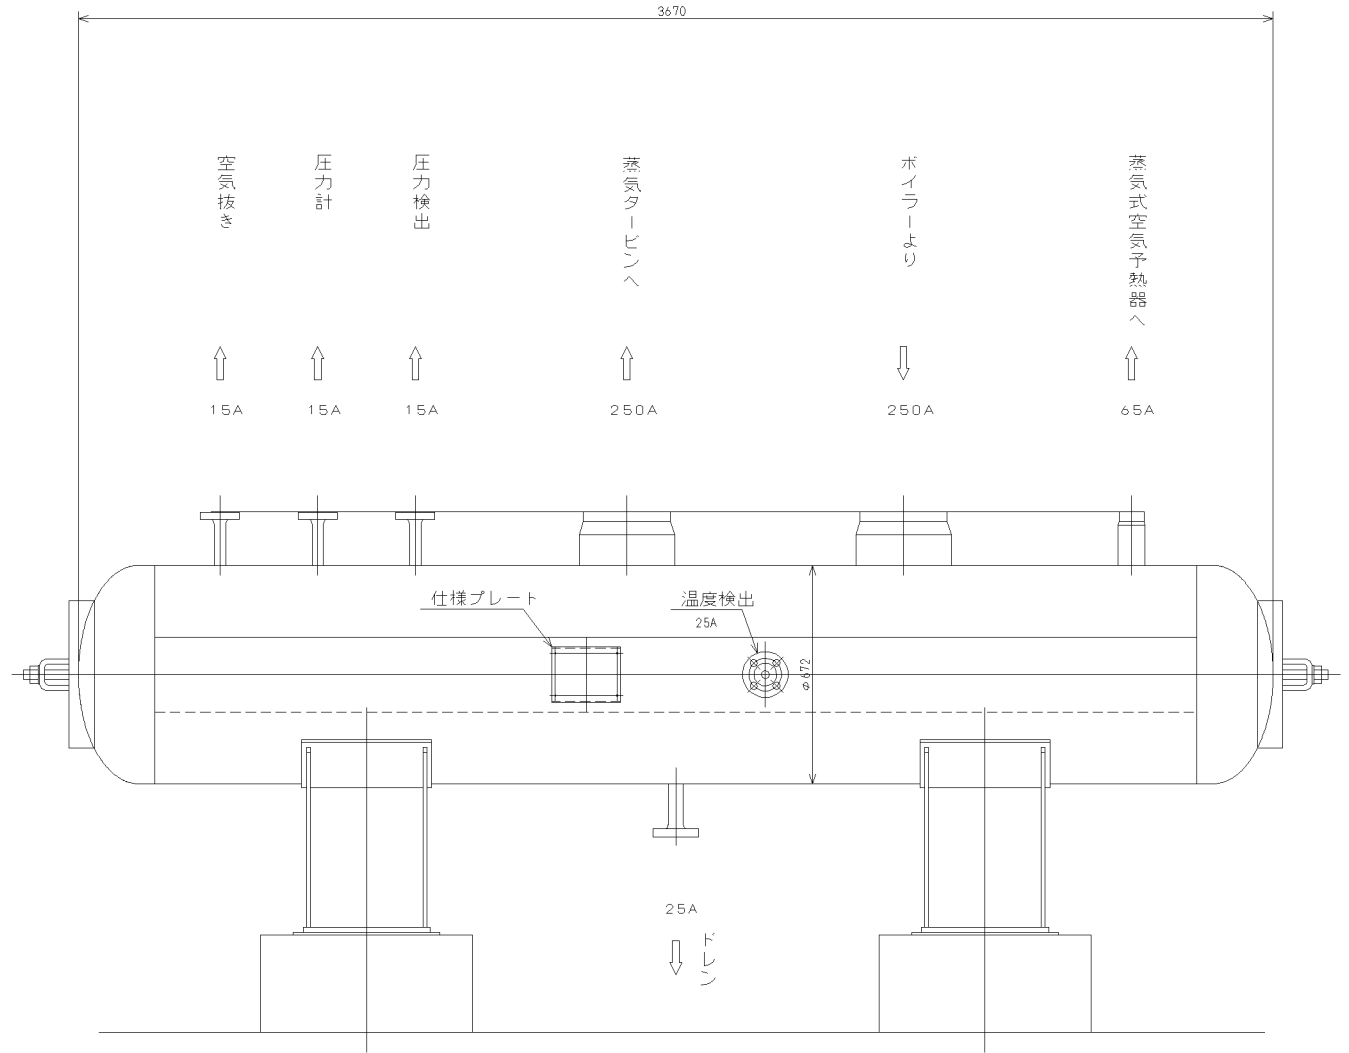 3670
空気抜き
圧力計
圧力検出
蒸気タービンへ
ボイラーより
蒸気式空気予熱器へ
15A
15A
15A
250A
250A
65A
仕様プレート
温度検出
25A
φ672
25A
ドレン